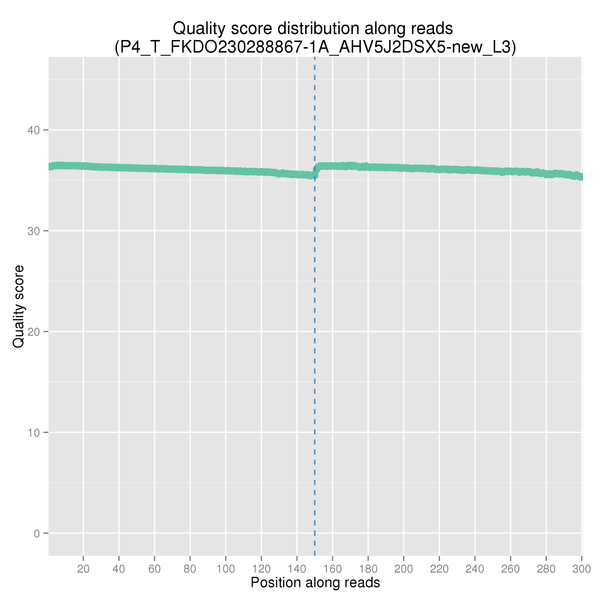 Quality score distribution along reads
(P4_T_FKDO230288867-1A_AHV5J2DSX5-new_L3)
40
30
20
10
0
Quality score
20 40 60 80 100 120 140 160 180 200 220 240 260 280 300
Position along reads